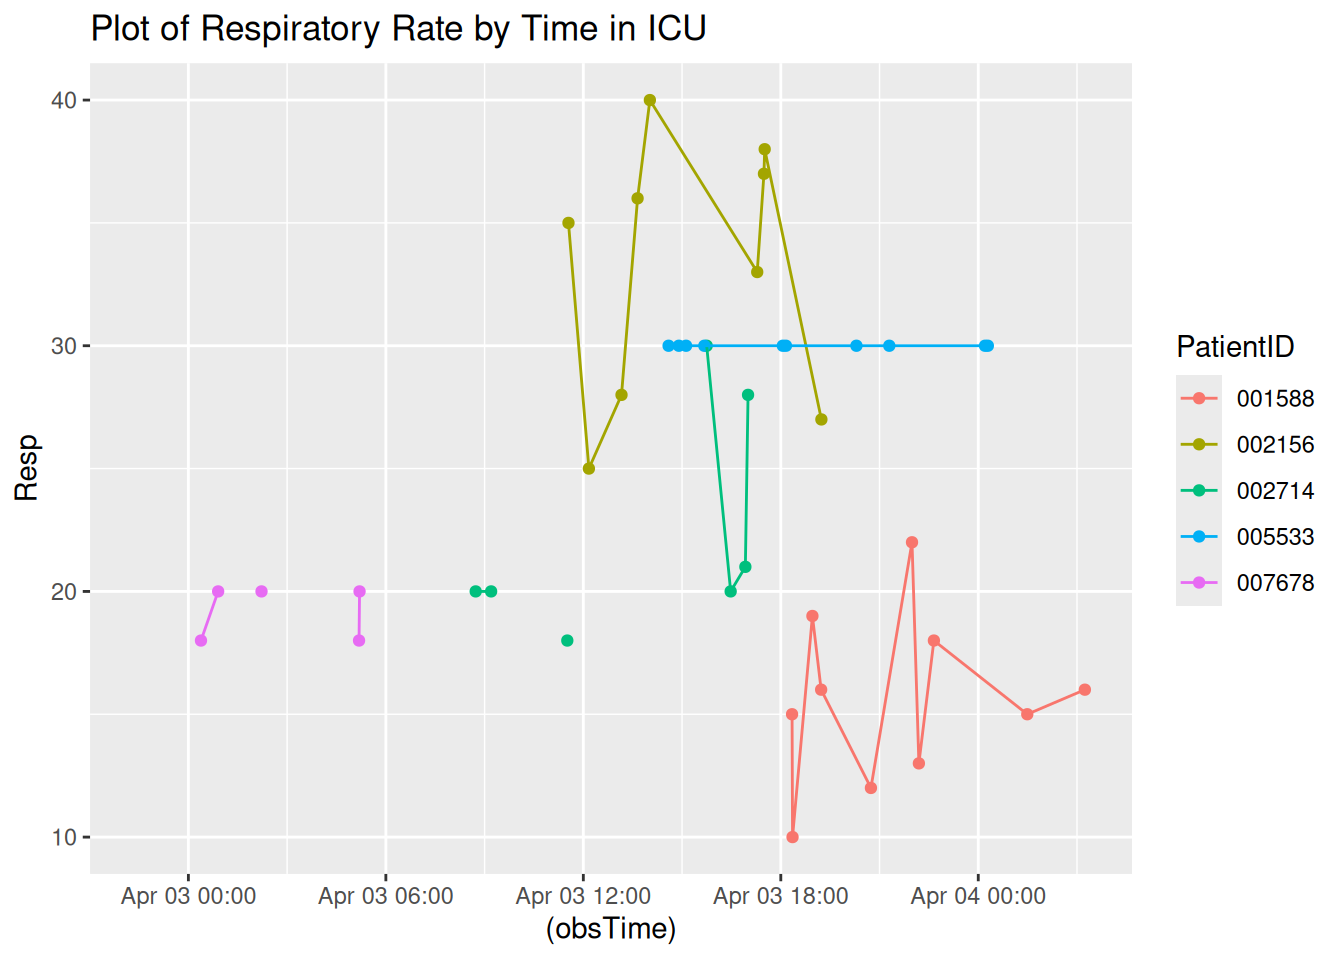 Plot of Respiratory Rate by Time in ICU
Resp
40
30
20
10
Apr 03 00:00 Apr 03 06:00 Apr 03 12:00 Apr 03 18:00 Apr 04 00:00
(obsTime)
PatientID
001588
002156
002714
005533
007678